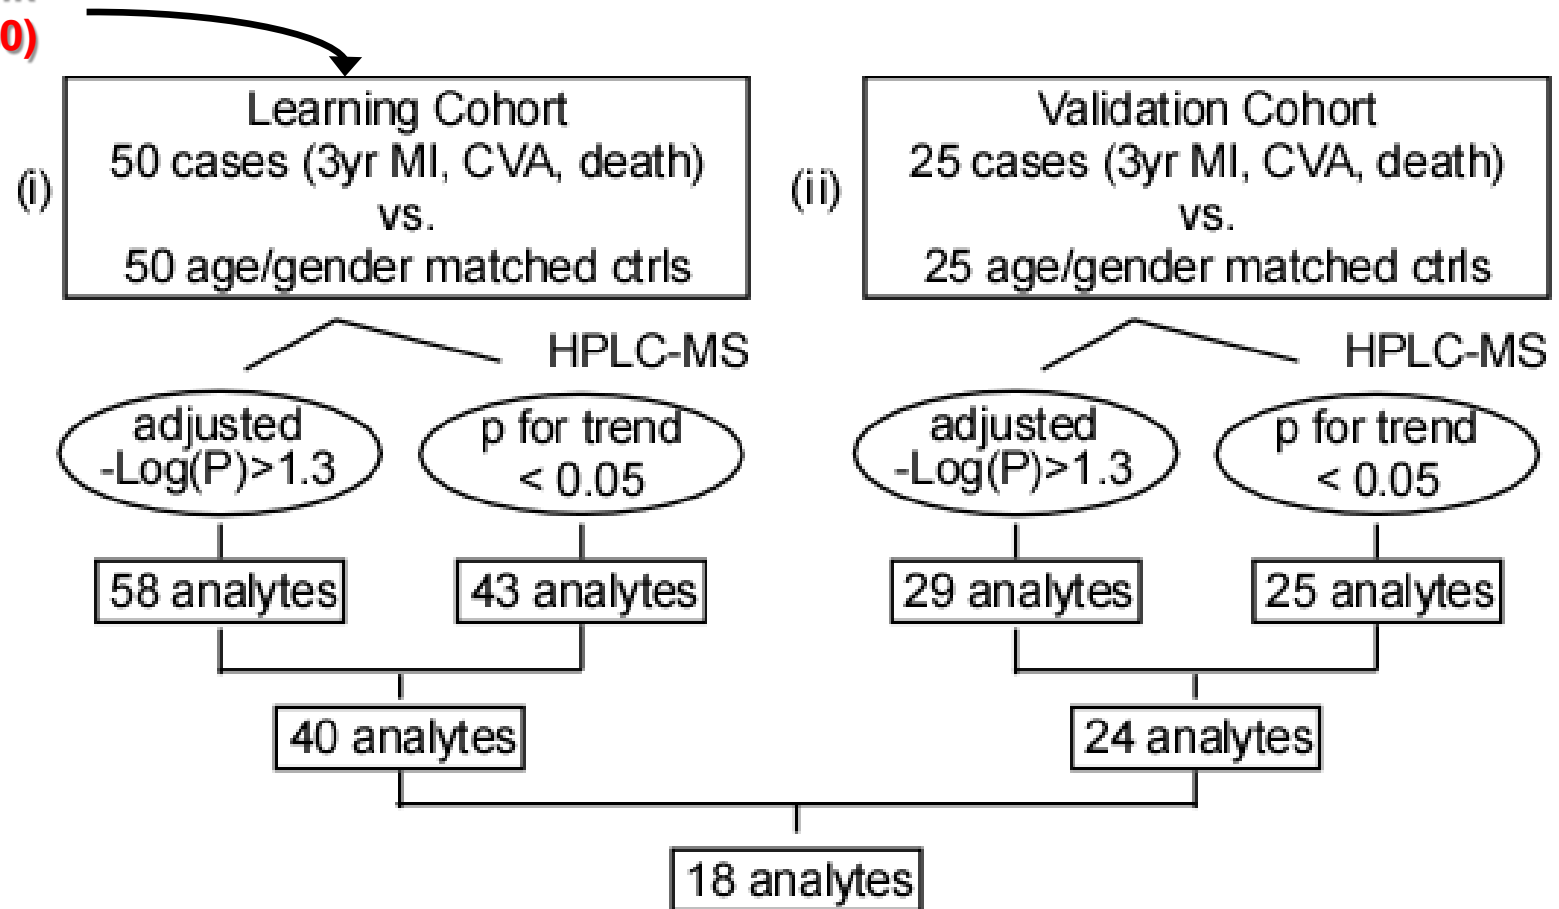 0)
Learning Cohort
50 cases (3yr MI, CVA, death)
(i)
vs.
50 age/gender matched ctrls
Validation Cohort
25 cases (3yr MI, CVA, death)
(ii)
vs.
25 age/gender matched ctrls
HPLC-MS
HPLC-MS
adjusted
-Log(P)>1.3
p for trend
< 0.05
adjusted
-Log(P)>1.3
p for trend
< 0.05
58 analytes
43 analytes
29 analytes
25 analytes
40 analytes
24 analytes
18 analytes